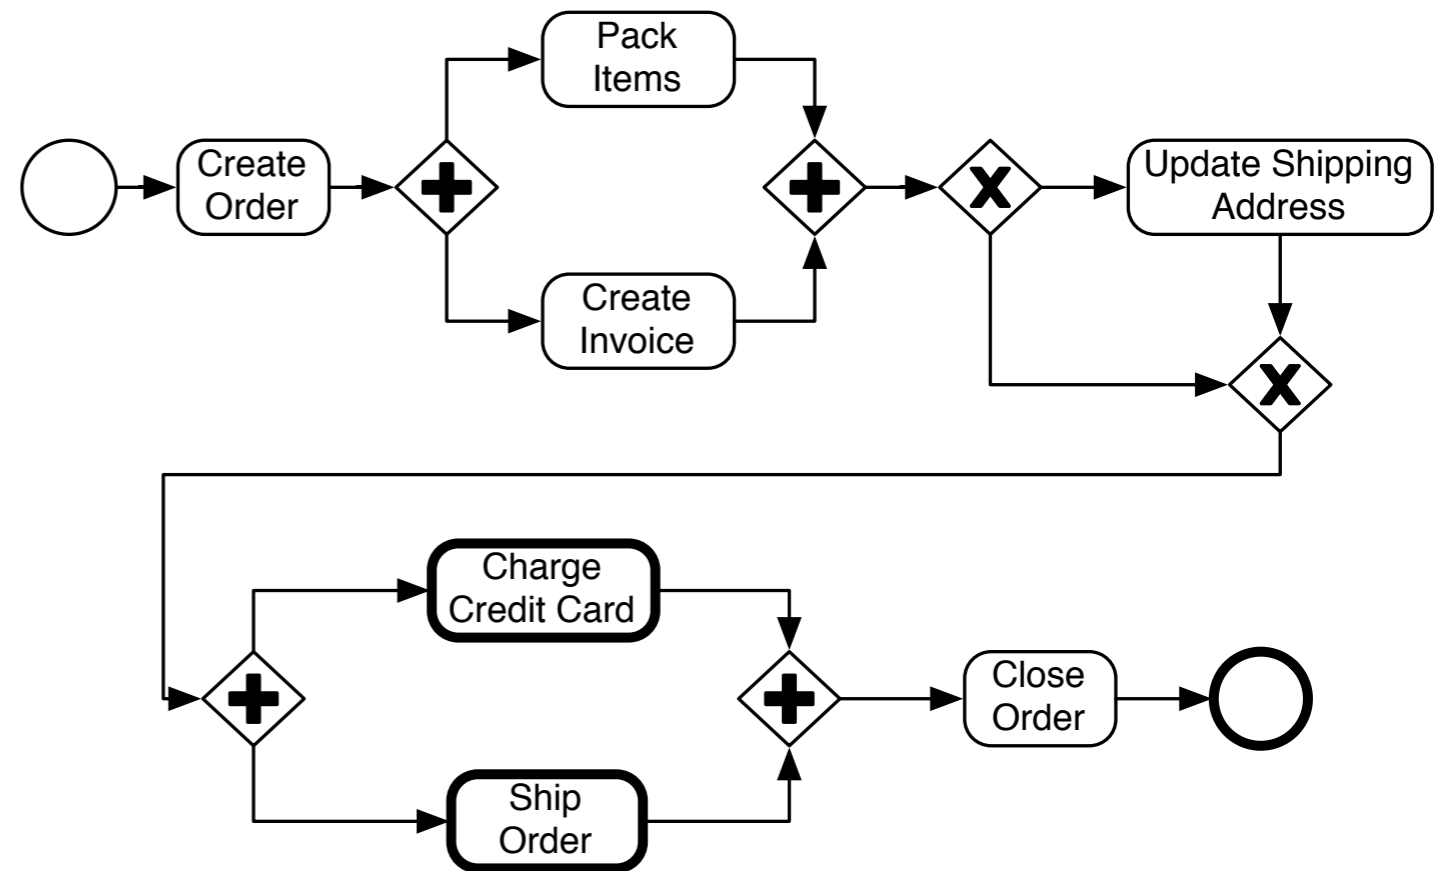 Pack
Items
Create
Order
Update Shipping
Address
X
Create
Invoice
X
Charge
Credit Card
Close
Order
Ship
Order